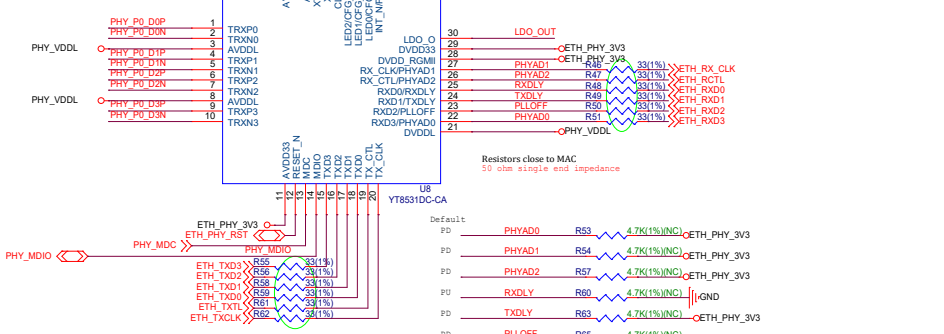 LED2/CFG
LED1/CFG
LED0/CFG
INT_N/
PHY_P0_D0P 1 TRXP0
PHY_P0_D0N 2 TRXN0
PHY_VDDL 3 AVDDL
PHY_P0_D1P 4 TRXP1
PHY_P0_D1N 5 TRXN1
PHY_P0_D2P 6 TRXP2
PHY_P0_D2N 7 TRXN2
PHY_VDDL 8 AVDDL
PHY_P0_D3P 9 TRXP3
PHY_P0_D3N 10 TRXN3
LDO_O 30 LDO_OUT
DVDD33 29 ETH_PHY_3V3
DVDD_RGMII 28 ETH_PHY_3V3
RX_CLK/PHYAD1 27 PHYAD1 R46 33(1%) ETH_RX_CLK
RX_CTL/PHYAD2 26 PHYAD2 R47 33(1%) ETH_RCTL
RXD0/RXDLY 25 RXDLY R48 33(1%) ETH_RXD0
RXD1/TXDLY 24 TXDLY R49 33(1%) ETH_RXD1
RXD2/PLLOFF 23 PLLOFF R50 33(1%) ETH_RXD2
RXD3/PHYAD0 22 PHYAD0 R51 33(1%) ETH_RXD3
DVDDL 21 PHY_VDDL
Resistors close to MAC
50 ohm single end impedance
AVDD33 11
RESET_N 12
MDC 13
MDIO 14
TXD3 15
TXD2 16
TXD1 17
TXD0 18
TX_CTL 19
TX_CLK 20
U8
YT8531DC-CA
ETH_PHY_3V3
ETH_PHY_RST
PHY_MDC
PHY_MDIO PHY_MDIO
ETH_TXD3 R55 33(1%)
ETH_TXD2 R56 33(1%)
ETH_TXD1 R58 33(1%)
ETH_TXD0 R59 33(1%)
ETH_TXTL R61 33(1%)
ETH_TXCLK R62 33(1%)
Default
PD PHYAD0 R53 4.7K(1%)(NC) ETH_PHY_3V3
PD PHYAD1 R54 4.7K(1%)(NC) ETH_PHY_3V3
PD PHYAD2 R57 4.7K(1%)(NC) ETH_PHY_3V3
PU RXDLY R60 4.7K(1%)(NC) GND
PD TXDLY R63 4.7K(1%)(NC) ETH_PHY_3V3